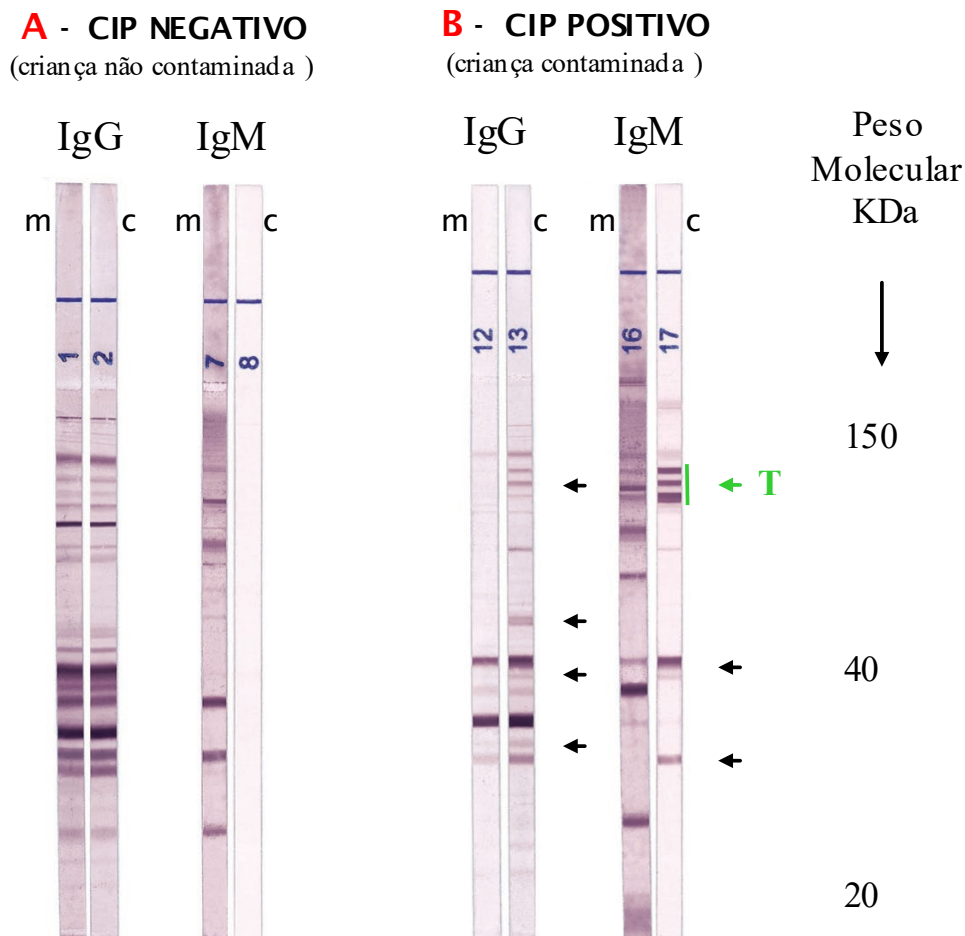 A - CIP NEGATIVO
(criança não contaminada )
B - CIP POSITIVO
(criança contaminada )
IgG
IgM
IgG
IgM
Peso
Molecular
KDa
m
c
m
c
m
c
m
c
1
2
7
8
12
13
16
17
150
T
40
20